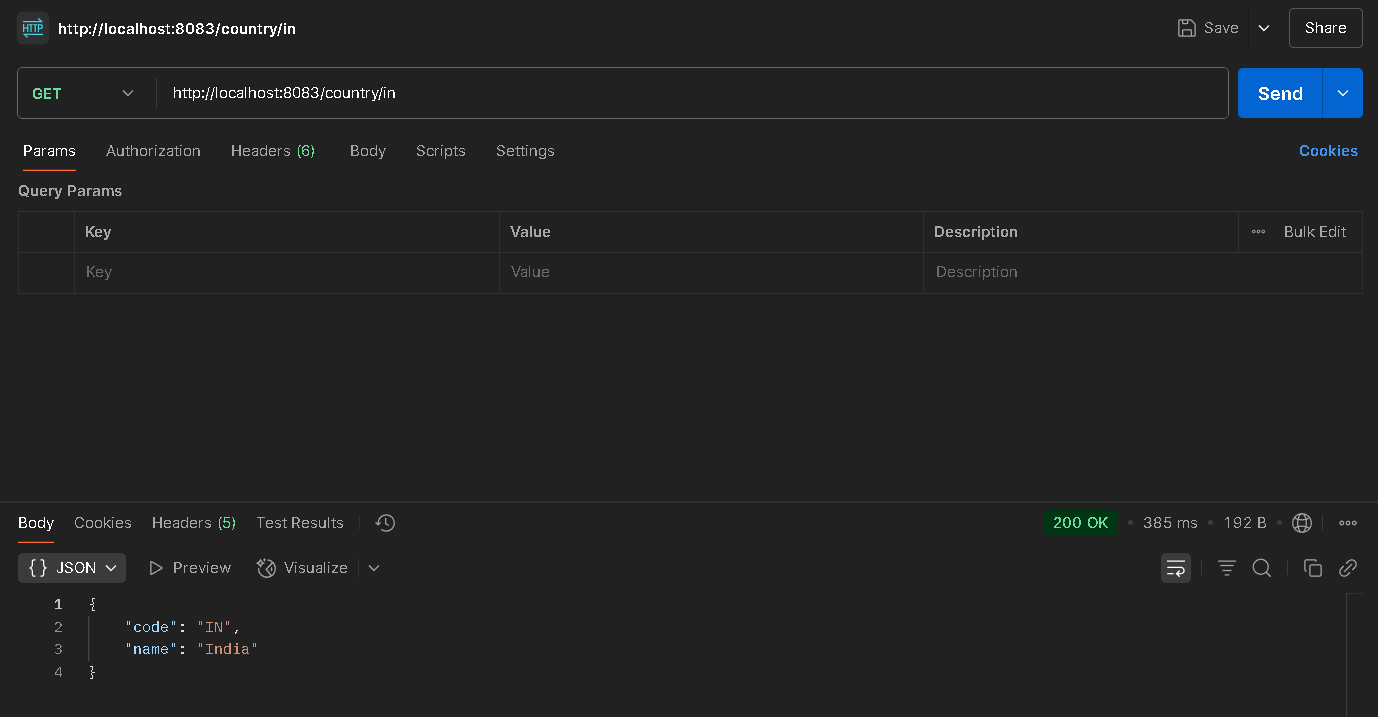 HTTP http://localhost:8083/country/in Save Share
GET http://localhost:8083/country/in Send
Params Authorization Headers (6) Body Scripts Settings Cookies
Query Params
Key Value Description Bulk Edit
Key Value Description
Body Cookies Headers (5) Test Results 200 OK • 385 ms • 192 B •
{} JSON Preview Visualize
1 {
2 "code": "IN",
3 "name": "India"
4 }